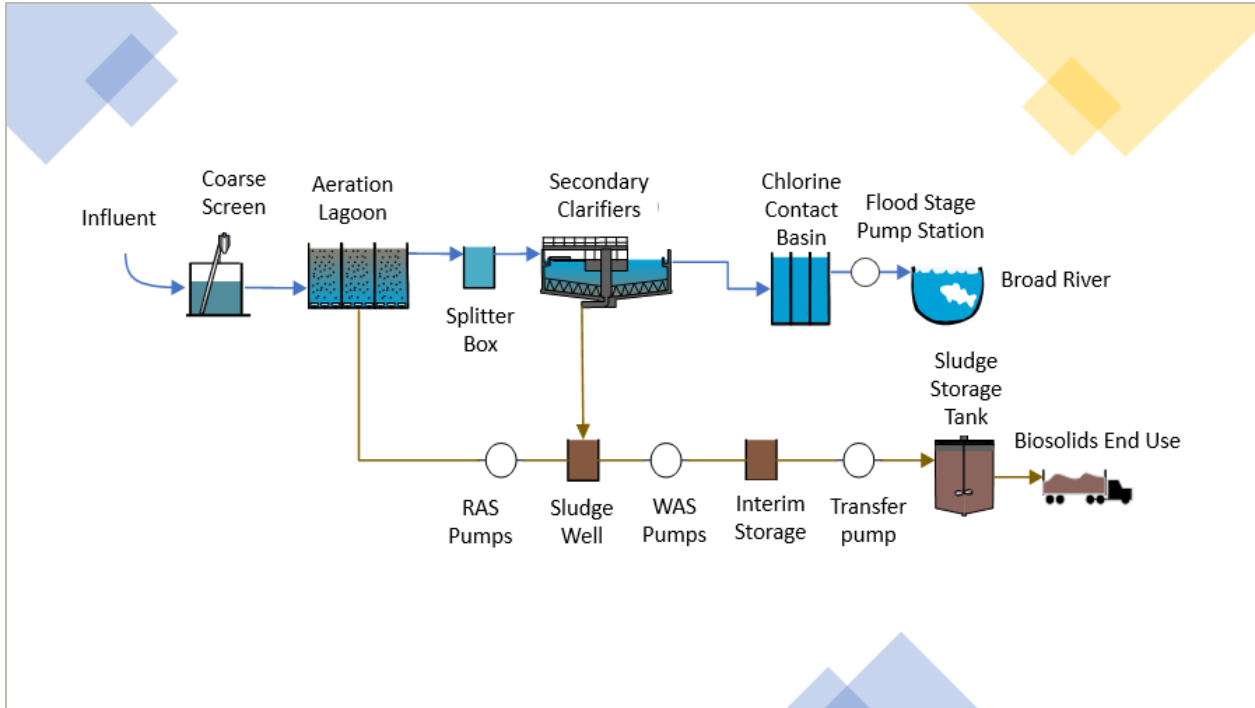 Influent
Coarse
Screen
Aeration
Lagoon
Splitter
Box
Secondary
Clarifiers
Chlorine
Contact
Basin
Flood Stage
Pump Station
Broad River
RAS
Pumps
Sludge
Well
WAS
Pumps
Interim
Storage
Transfer
pump
Sludge
Storage
Tank
Biosolids End Use